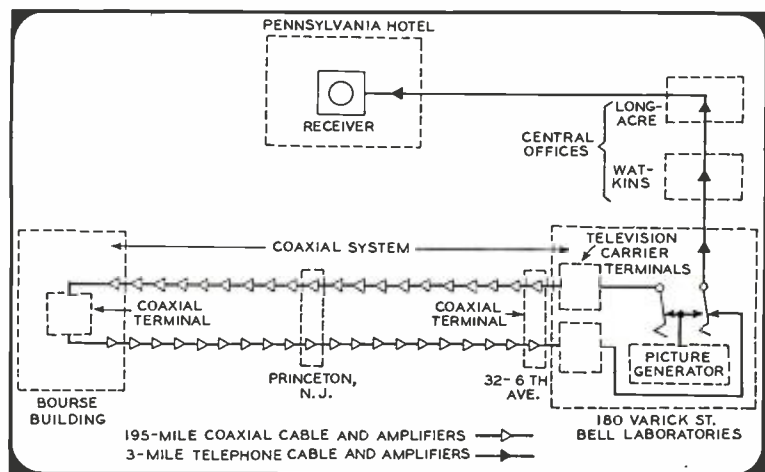 PENNSYLVANIA HOTEL
RECEIVER
LONG-
ACRE
CENTRAL
OFFICES
WAT-
KINS
COAXIAL SYSTEM
TELEVISION
CARRIER
TERMINALS
COAXIAL
TERMINAL
COAXIAL
TERMINAL
PICTURE
GENERATOR
BOURSE
BUILDING
PRINCETON,
N.J.
32-6TH
AVE.
180 VARICK ST.
BELL LABORATORIES
195-MILE COAXIAL CABLE AND AMPLIFIERS
3-MILE TELEPHONE CABLE AND AMPLIFIERS